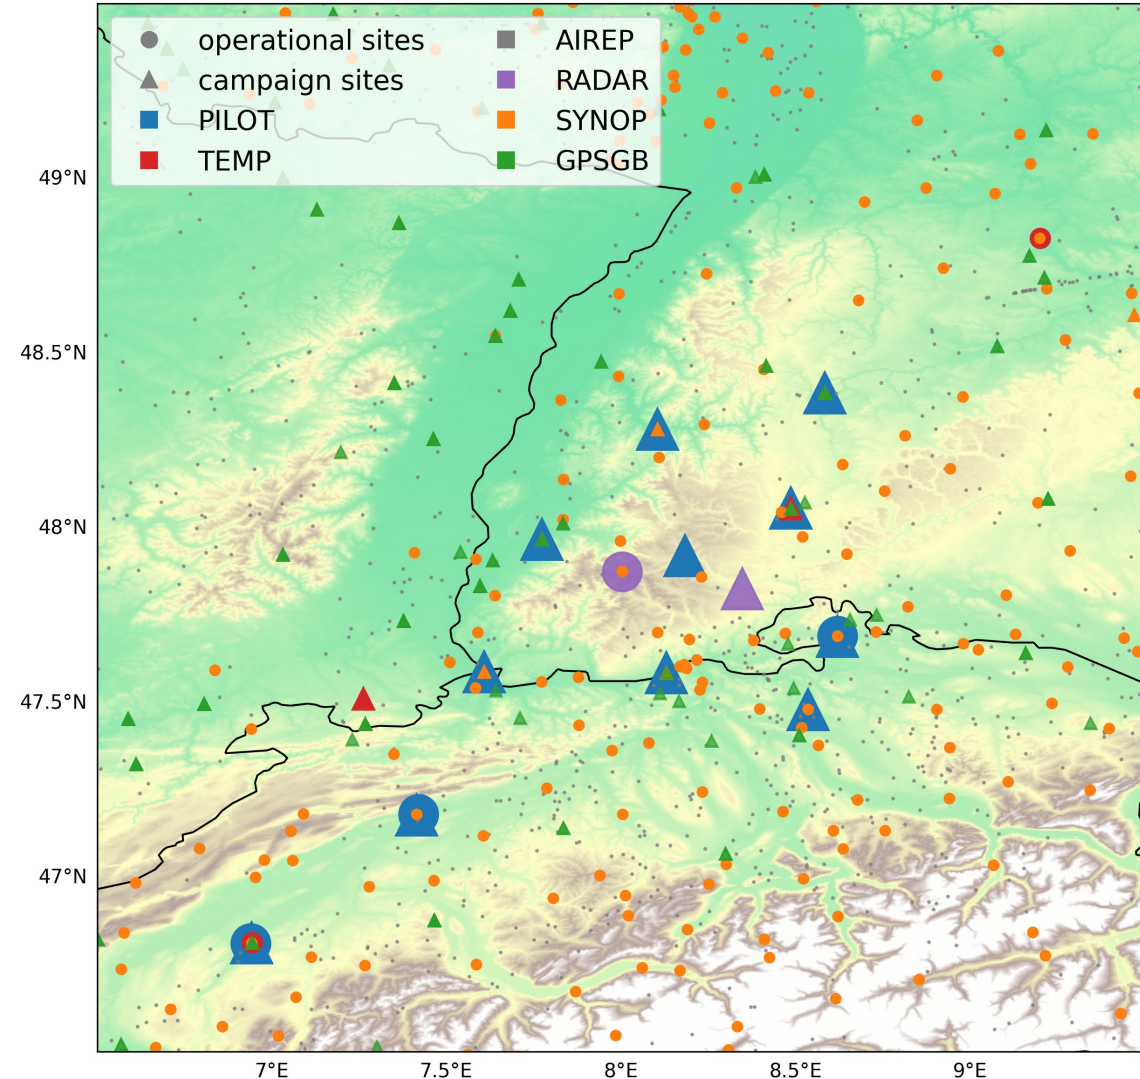 operational sites
campaign sites
PILOT
TEMP
AIREP
RADAR
SYNOP
GPSGB
49°N
48.5°N
48°N
47.5°N
47°N
7°E
7.5°E
8°E
8.5°E
9°E